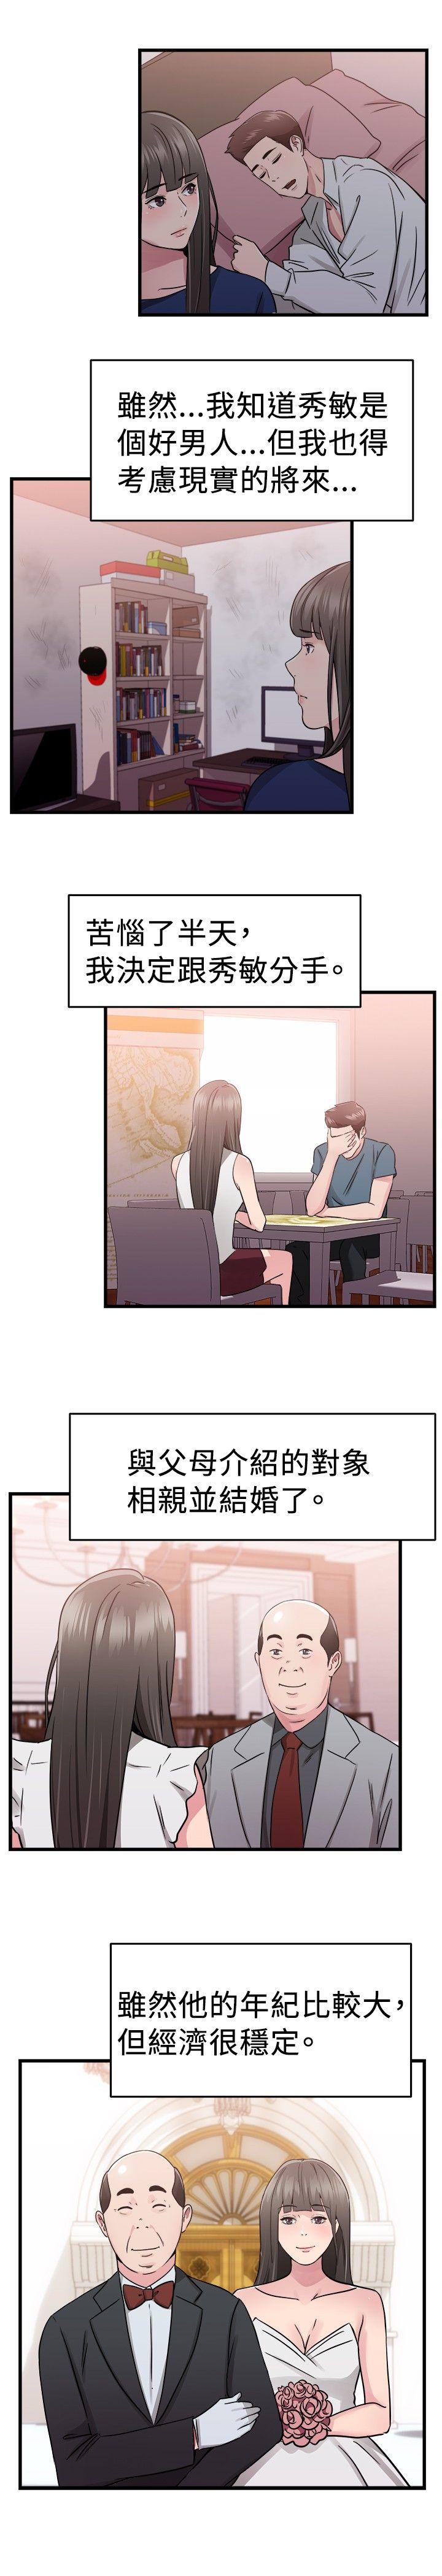 雖然...我知道秀敏是
個好男人...但我也得
考慮現實的將來...
苦惱了半天，
我決定跟秀敏分手。
與父母介紹的對象
相親並結婚了。
雖然他的年紀比較大，
但經濟很穩定。